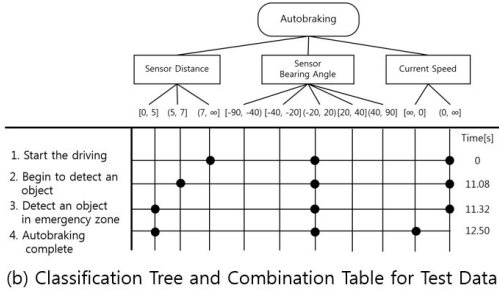 Autobraking
Sensor Distance
Sensor
Bearing Angle
Current Speed
[0, 5] (5, 7] (7, ∞] [-90, -40) [-40, -20] (-20, 20) [20, 40] (40, 90] [∞, 0] (0, ∞]
Time[s]
1. Start the driving 0
2. Begin to detect an
object 11.08
3. Detect an object
in emergency zone 11.32
4. Autobraking
complete 12.50
(b) Classification Tree and Combination Table for Test Data